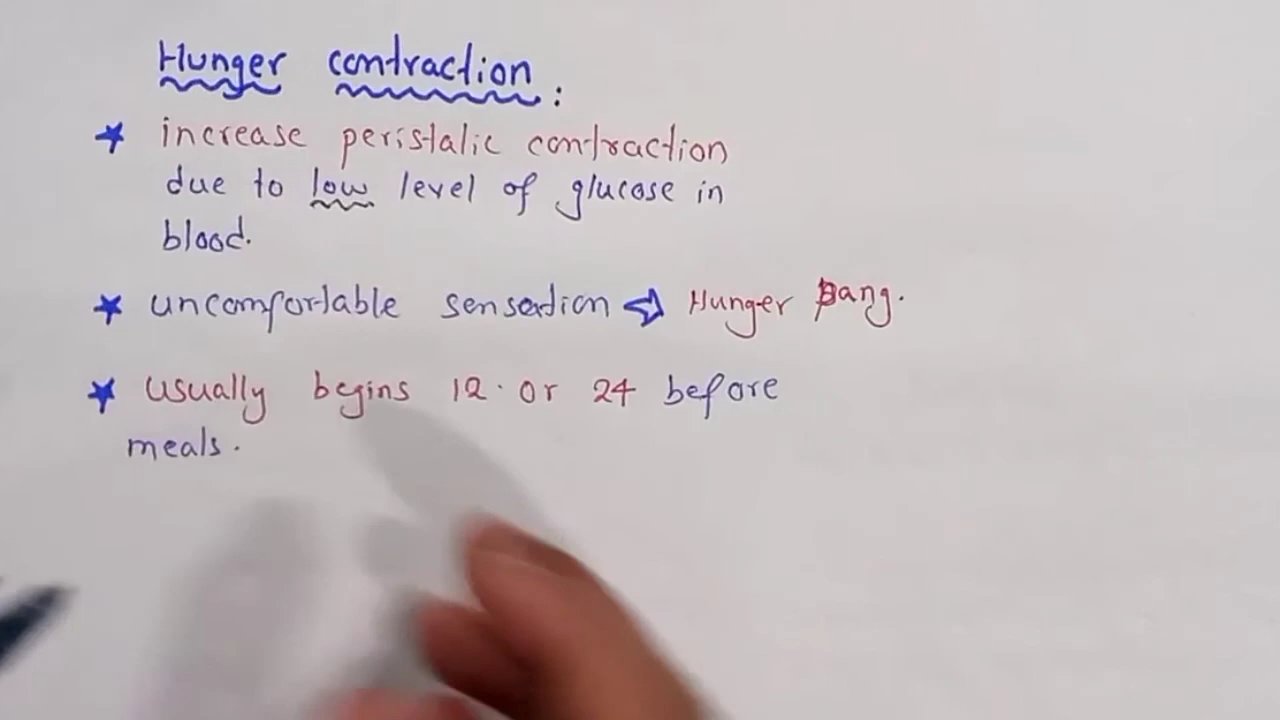 Hunger contraction :
★ increase peristalic contraction
due to low level of glucose in
blood.
★ uncomfortable sensation ⇨ Hunger pang.
★ usually begins 12. or 24 before
meals.